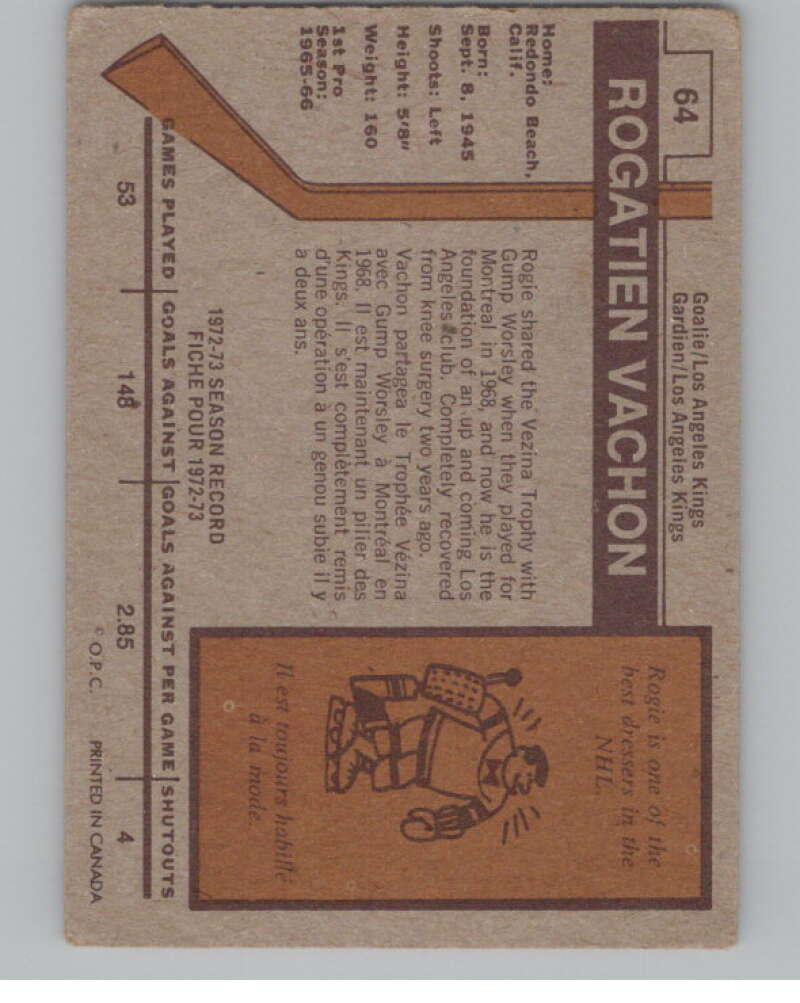 64
Goalie/Los Angeles Kings
Gardien/Los Angeles Kings
ROGATIEN VACHON
Home:
Redondo Beach,
Calif.
Born:
Sept. 8, 1945
Shoots: Left
Height: 5'8"
Weight: 160
1st Pro
Season:
1965-66
Rogie shared the Vezina Trophy with
Gump Worsley when they played for
Montreal in 1968, and now he is the
foundation of an up and coming Los
Angeles club. Completely recovered
from knee surgery two years ago.
Vachon partagea le Trophée Vézina
avec Gump Worsley à Montréal en
1968. Il est maintenant un pilier des
Kings. Il s'est complètement remis
d'une opération à un genou subie il y
a deux ans.
Rogie is one of the
best dressers in the
NHL.
Il est toujours habillé
à la mode.
1972-73 SEASON RECORD
FICHE POUR 1972-73
GAMES PLAYED GOALS AGAINST GOALS AGAINST PER GAME SHUTOUTS
53 148 2.85 4
© O.P.C. PRINTED IN CANADA